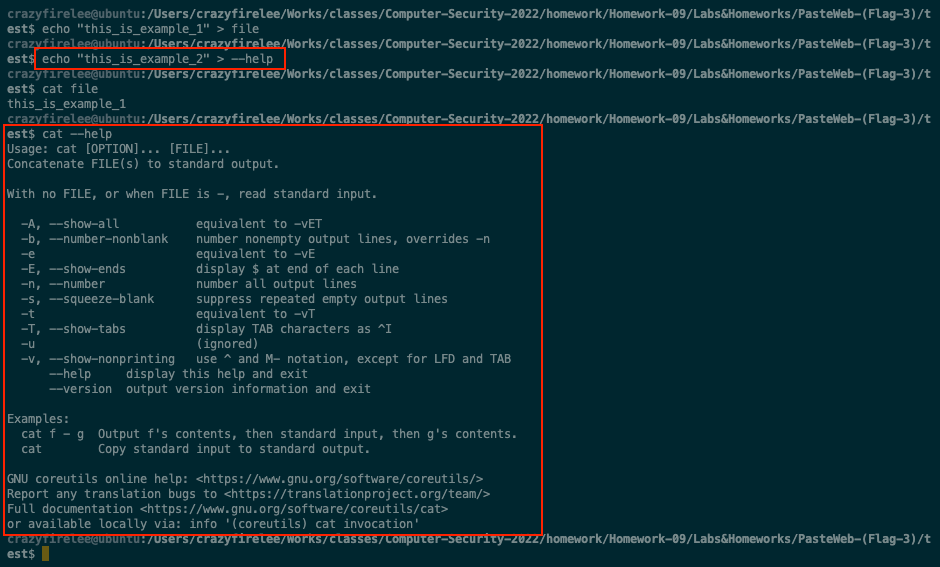 crazyfirelee@ubuntu:/Users/crazyfirelee/Works/classes/Computer-Security-2022/homework/Homework-09/Labs&Homeworks/PasteWeb-(Flag-3)/t
est$ echo "this_is_example_1" > file
crazyfirelee@ubuntu:/Users/crazyfirelee/Works/classes/Computer-Security-2022/homework/Homework-09/Labs&Homeworks/PasteWeb-(Flag-3)/t
est$ echo "this_is_example_2" > --help
crazyfirelee@ubuntu:/Users/crazyfirelee/Works/classes/Computer-Security-2022/homework/Homework-09/Labs&Homeworks/PasteWeb-(Flag-3)/t
est$ cat file
this_is_example_1
crazyfirelee@ubuntu:/Users/crazyfirelee/Works/classes/Computer-Security-2022/homework/Homework-09/Labs&Homeworks/PasteWeb-(Flag-3)/t
est$ cat --help
Usage: cat [OPTION]... [FILE]...
Concatenate FILE(s) to standard output.

With no FILE, or when FILE is -, read standard input.

  -A, --show-all           equivalent to -vET
  -b, --number-nonblank    number nonempty output lines, overrides -n
  -e                       equivalent to -vE
  -E, --show-ends          display $ at end of each line
  -n, --number             number all output lines
  -s, --squeeze-blank      suppress repeated empty output lines
  -t                       equivalent to -vT
  -T, --show-tabs          display TAB characters as ^I
  -u                       (ignored)
  -v, --show-nonprinting   use ^ and M- notation, except for LFD and TAB
      --help     display this help and exit
      --version  output version information and exit

Examples:
  cat f - g  Output f's contents, then standard input, then g's contents.
  cat        Copy standard input to standard output.

GNU coreutils online help: <https://www.gnu.org/software/coreutils/>
Report any translation bugs to <https://translationproject.org/team/>
Full documentation <https://www.gnu.org/software/coreutils/cat>
or available locally via: info '(coreutils) cat invocation'
crazyfirelee@ubuntu:/Users/crazyfirelee/Works/classes/Computer-Security-2022/homework/Homework-09/Labs&Homeworks/PasteWeb-(Flag-3)/t
est$